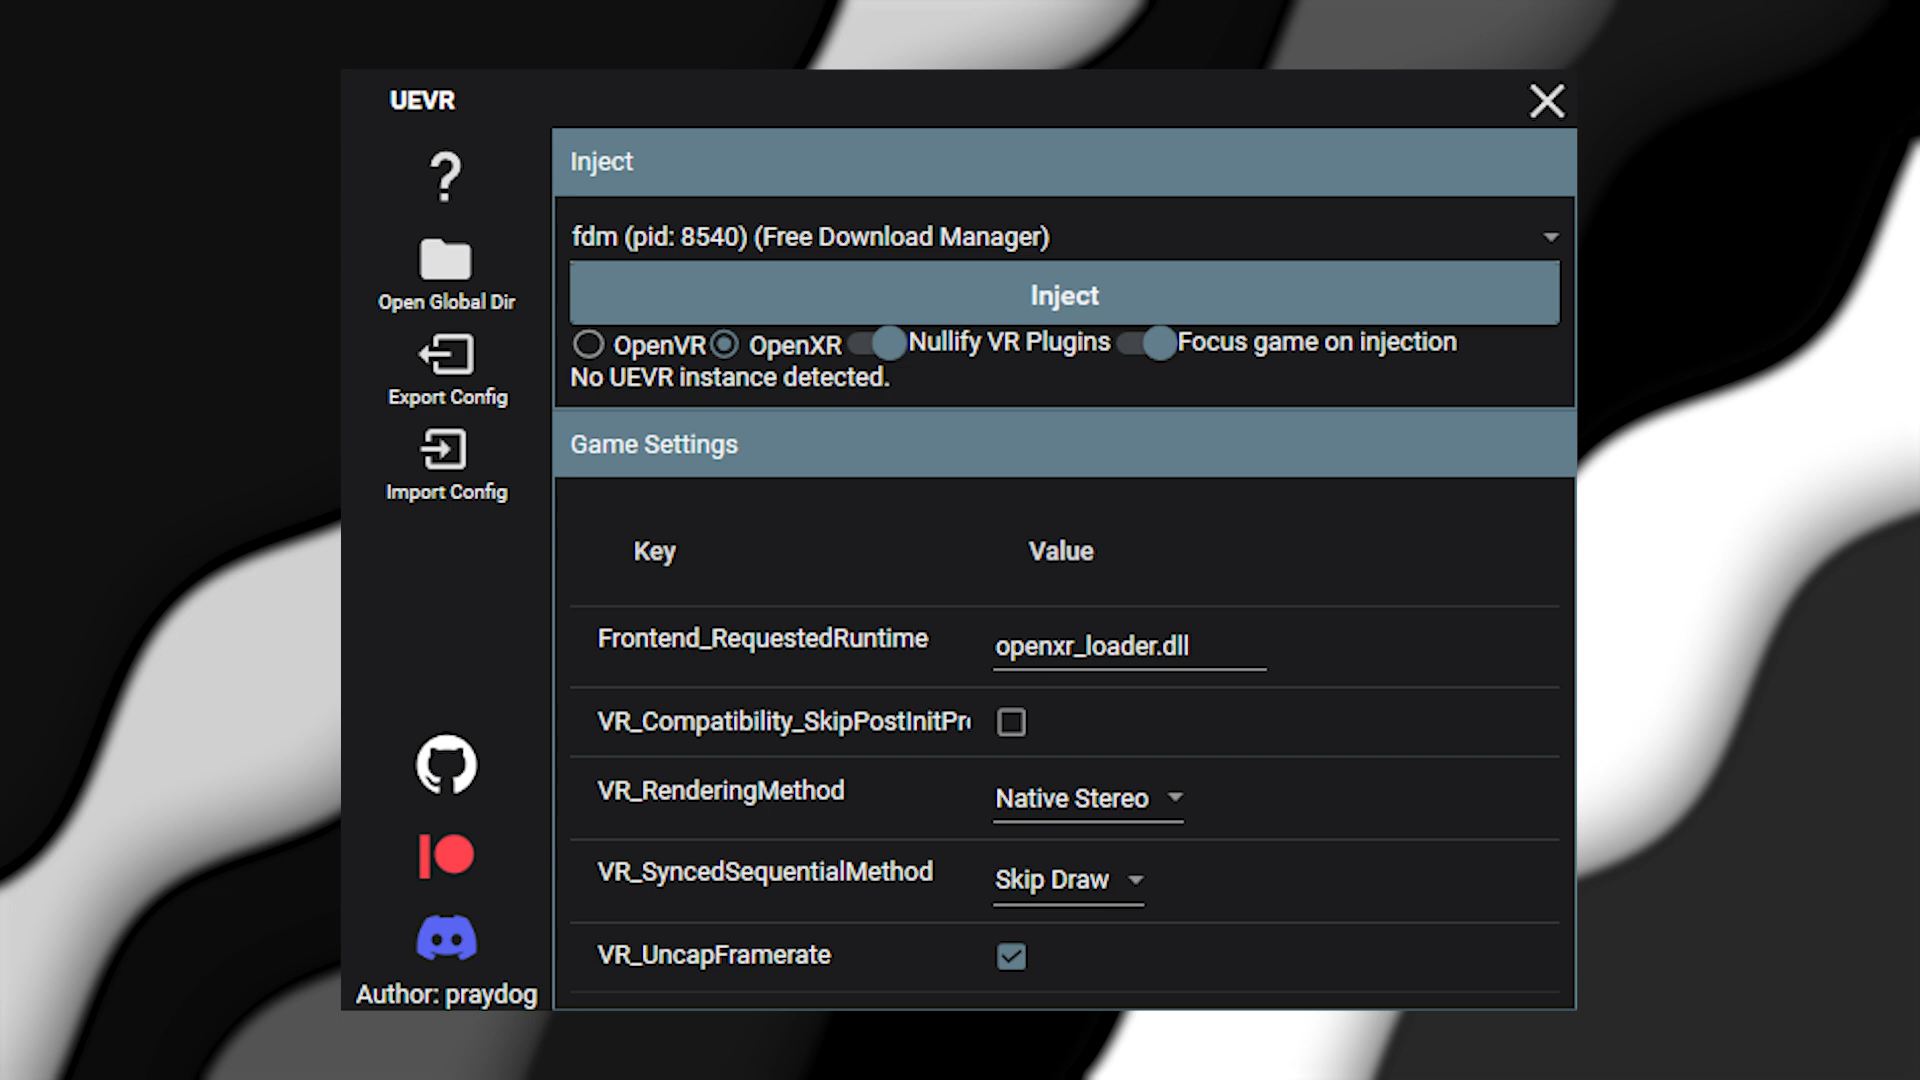 UEVR
?
Open Global Dir
Export Config
Import Config
Author: praydog
Inject
fdm (pid: 8540) (Free Download Manager)
Inject
OpenVR OpenXR Nullify VR Plugins Focus game on injection
No UEVR instance detected.
Game Settings
Key Value
Frontend_RequestedRuntime openxr_loader.dll
VR_Compatibility_SkipPostInitPr
VR_RenderingMethod Native Stereo
VR_SyncedSequentialMethod Skip Draw
VR_UncapFramerate